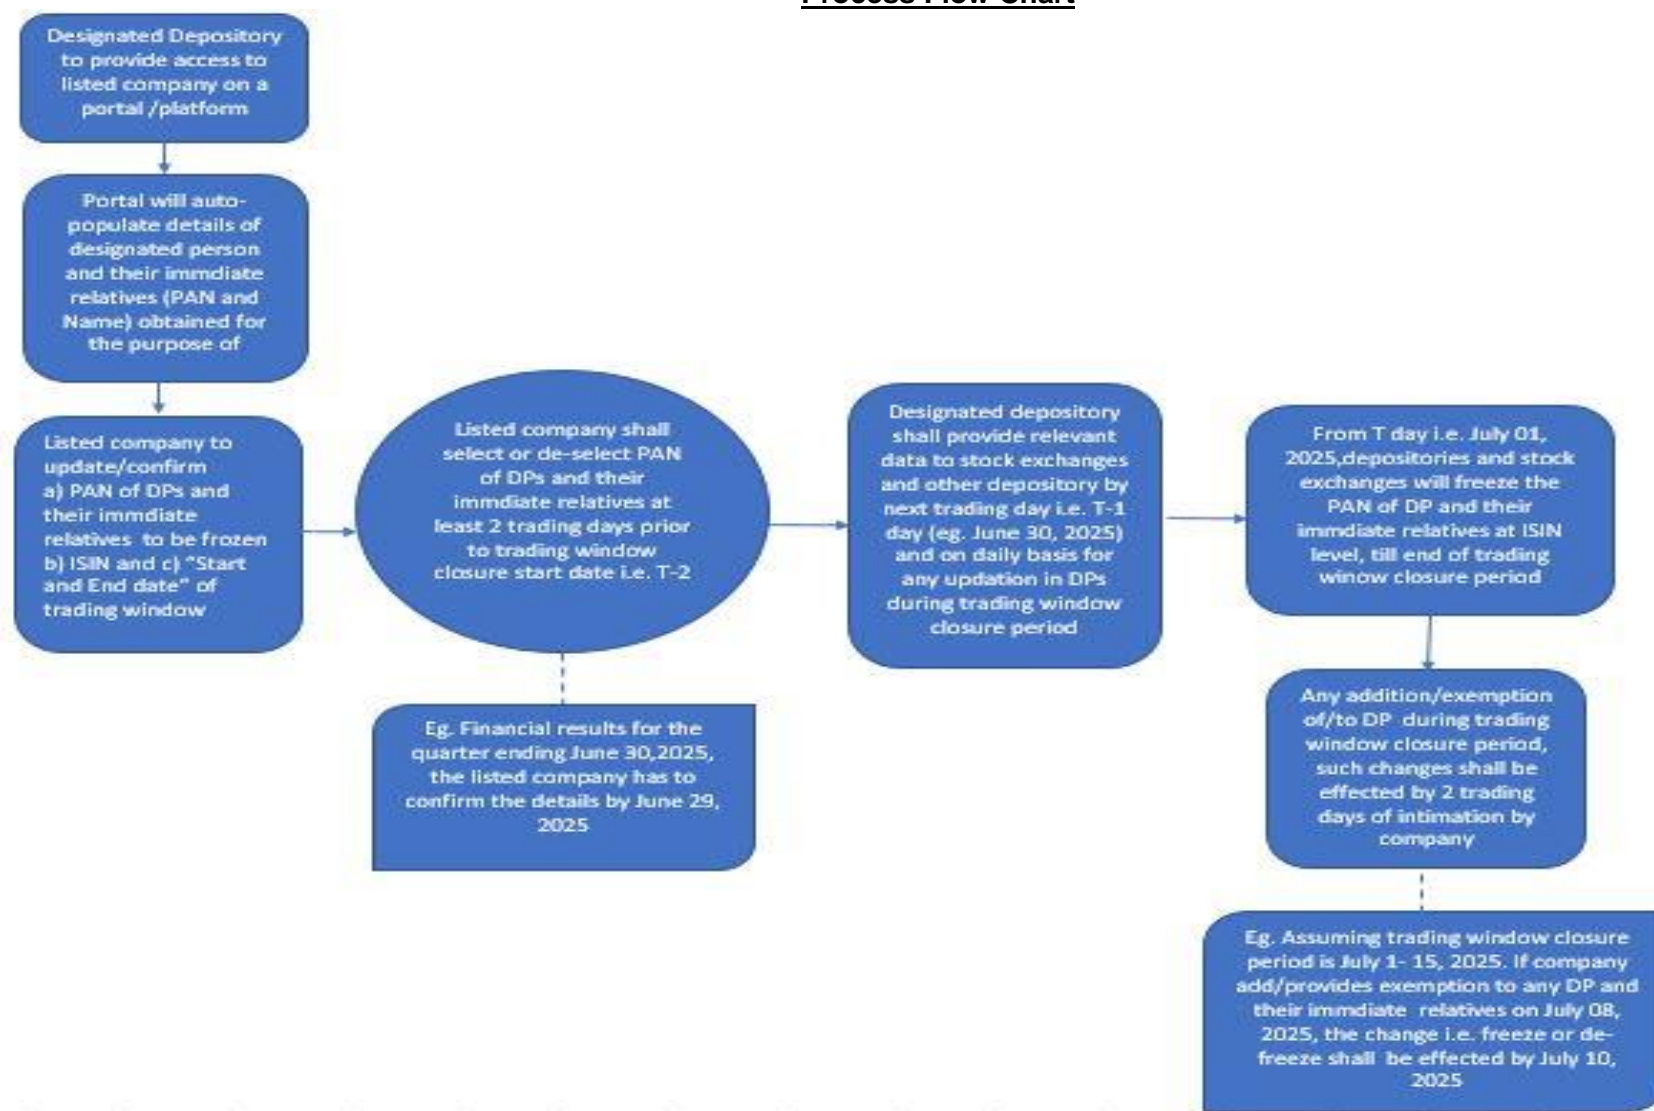 Process Flow Chart
Designated Depository
to provide access to
listed company on a
portal /platform
Portal will auto-
populate details of
designated person
and their immdiate
relatives (PAN and
Name) obtained for
the purpose of
Listed company to
update/confirm
a) PAN of DPs and
their immdiate
relatives to be frozen
b) ISIN and c) "Start
and End date" of
trading window
Listed company shall
select or de-select PAN
of DPs and their
immdiate relatives at
least 2 trading days prior
to trading window
closure start date i.e. T-2
Eg. Financial results for the
quarter ending June 30,2025,
the listed company has to
confirm the details by June 29,
2025
Designated depository
shall provide relevant
data to stock exchanges
and other depository by
next trading day i.e. T-1
day (eg. June 30, 2025)
and on daily basis for
any updation in DPs
during trading window
closure period
From T day i.e. July 01,
2025,depositories and stock
exchanges will freeze the
PAN of DP and their
immdiate relatives at ISIN
level, till end of trading
winow closure period
Any addition/exemption
of/to DP during trading
window closure period,
such changes shall be
effected by 2 trading
days of intimation by
company
Eg. Assuming trading window closure
period is July 1- 15, 2025. If company
add/provides exemption to any DP and
their immdiate relatives on July 08,
2025, the change i.e. freeze or de-
freeze shall be effected by July 10,
2025